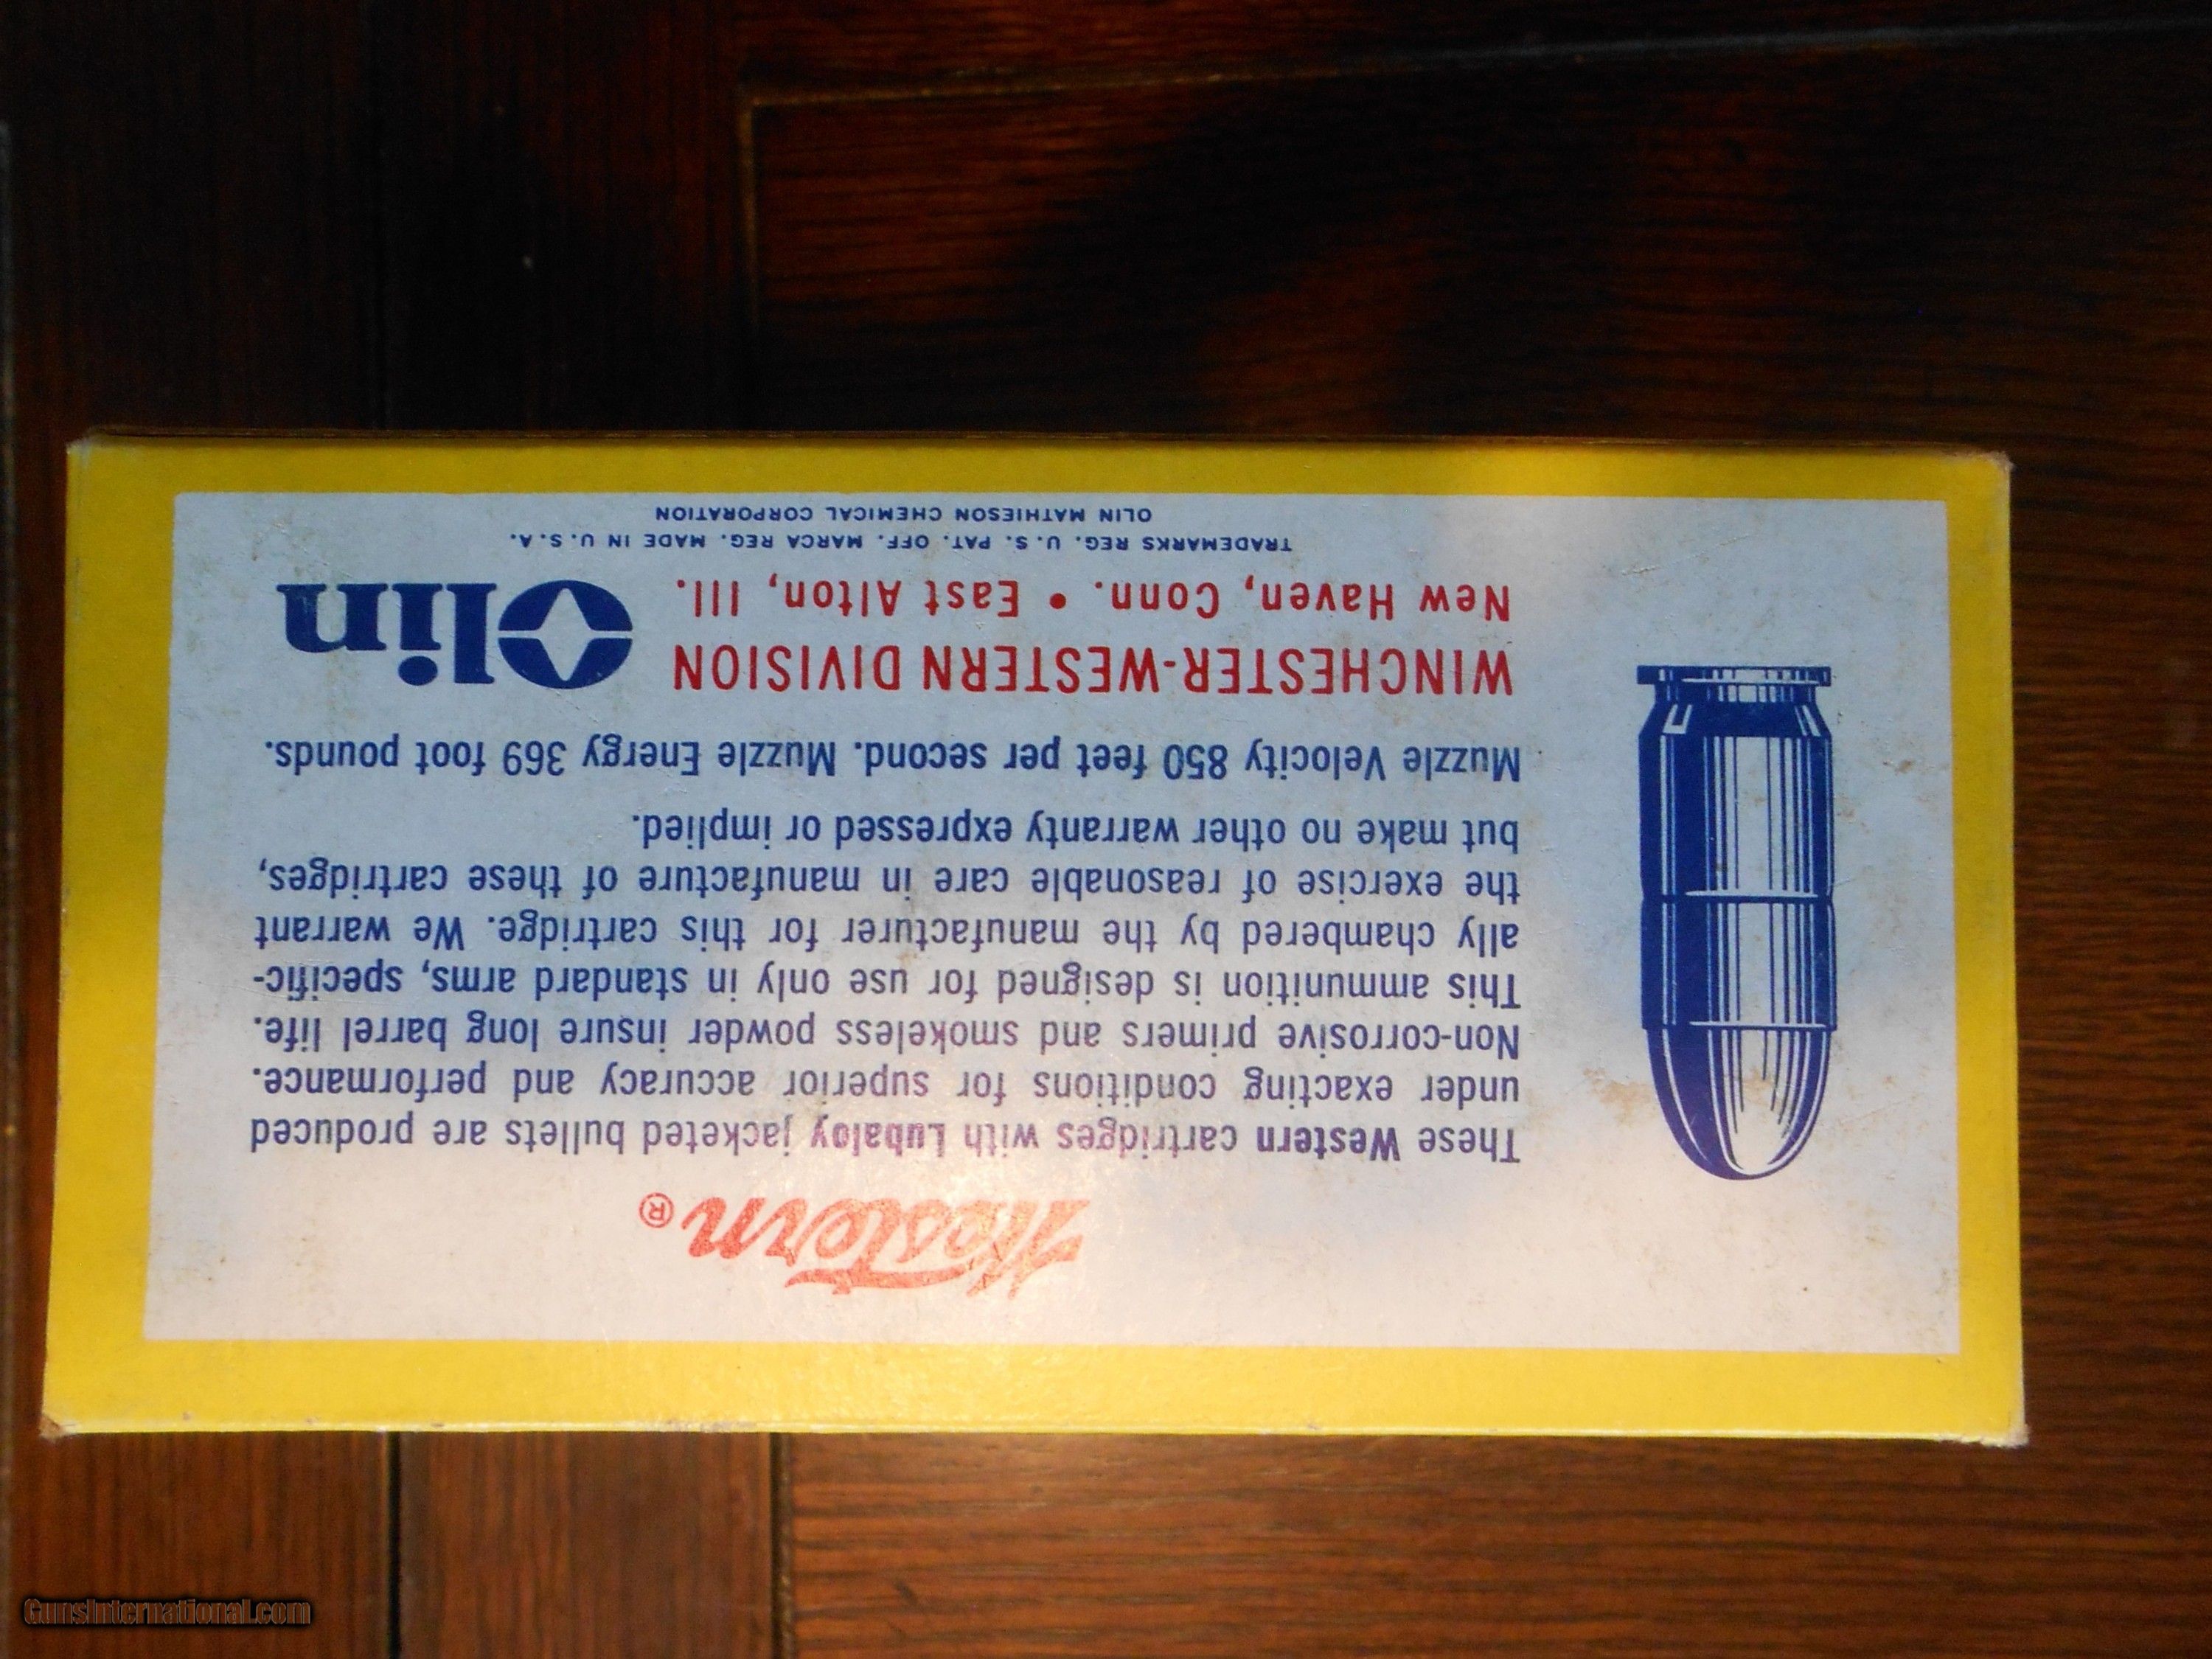 Western®
These Western cartridges with Lubaloy jacketed bullets are produced
under exacting conditions for superior accuracy and performance.
Non-corrosive primers and smokeless powder insure long barrel life.
This ammunition is designed for use only in standard arms, specific-
ally chambered by the manufacturer for this cartridge. We warrant
the exercise of reasonable care in manufacture of these cartridges,
but make no other warranty expressed or implied.
Muzzle Velocity 850 feet per second. Muzzle Energy 369 foot pounds.
WINCHESTER-WESTERN DIVISION
New Haven, Conn. • East Alton, Ill.
Olin
TRADEMARKS REG. U. S. PAT. OFF. MARCA REG. MADE IN U.S.A.
OLIN MATHIESON CHEMICAL CORPORATION
GunsInternational.com